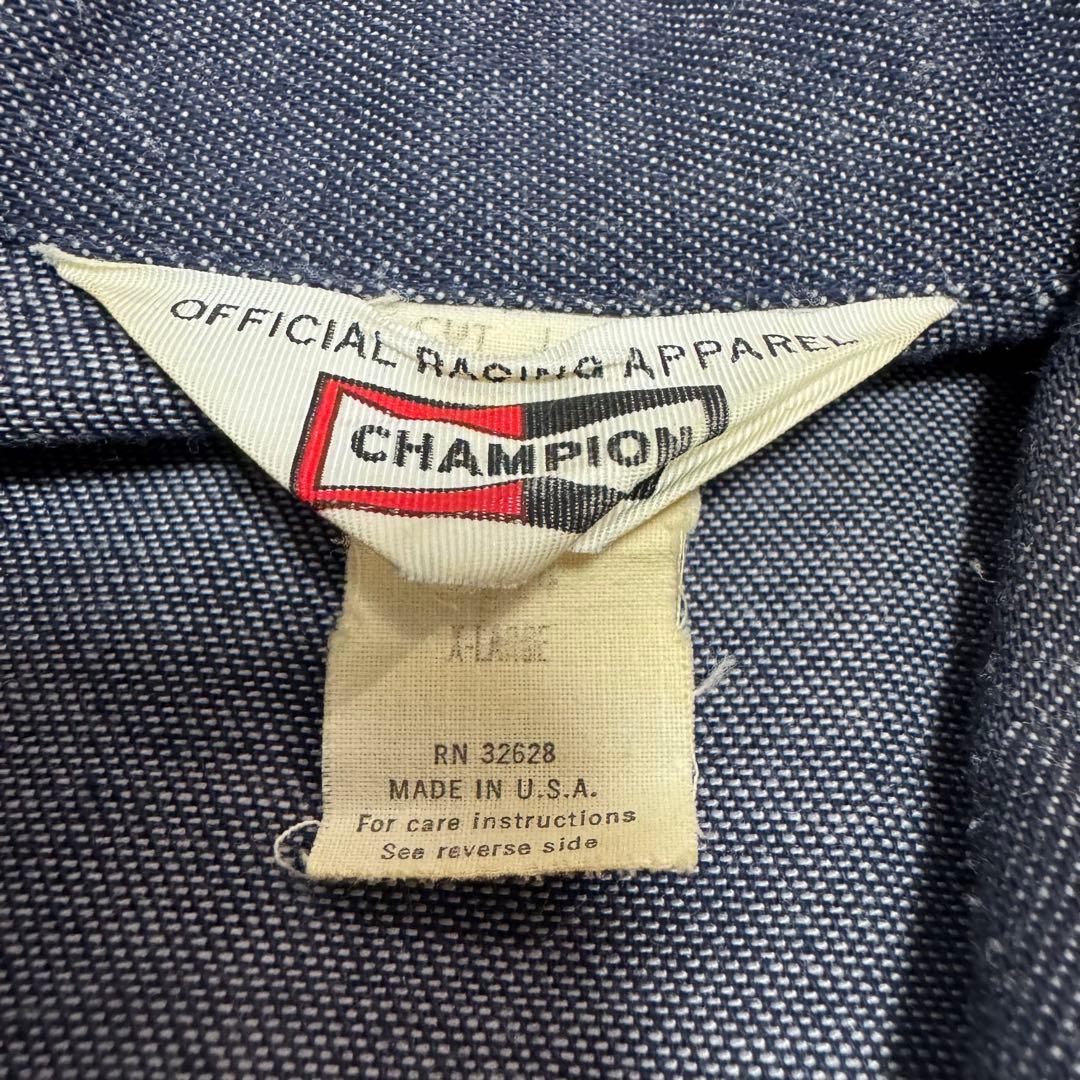 OFFICIAL RACING APPAREL
CHAMPION
X-LARGE
RN 32628
MADE IN U.S.A.
For care instructions
See reverse side